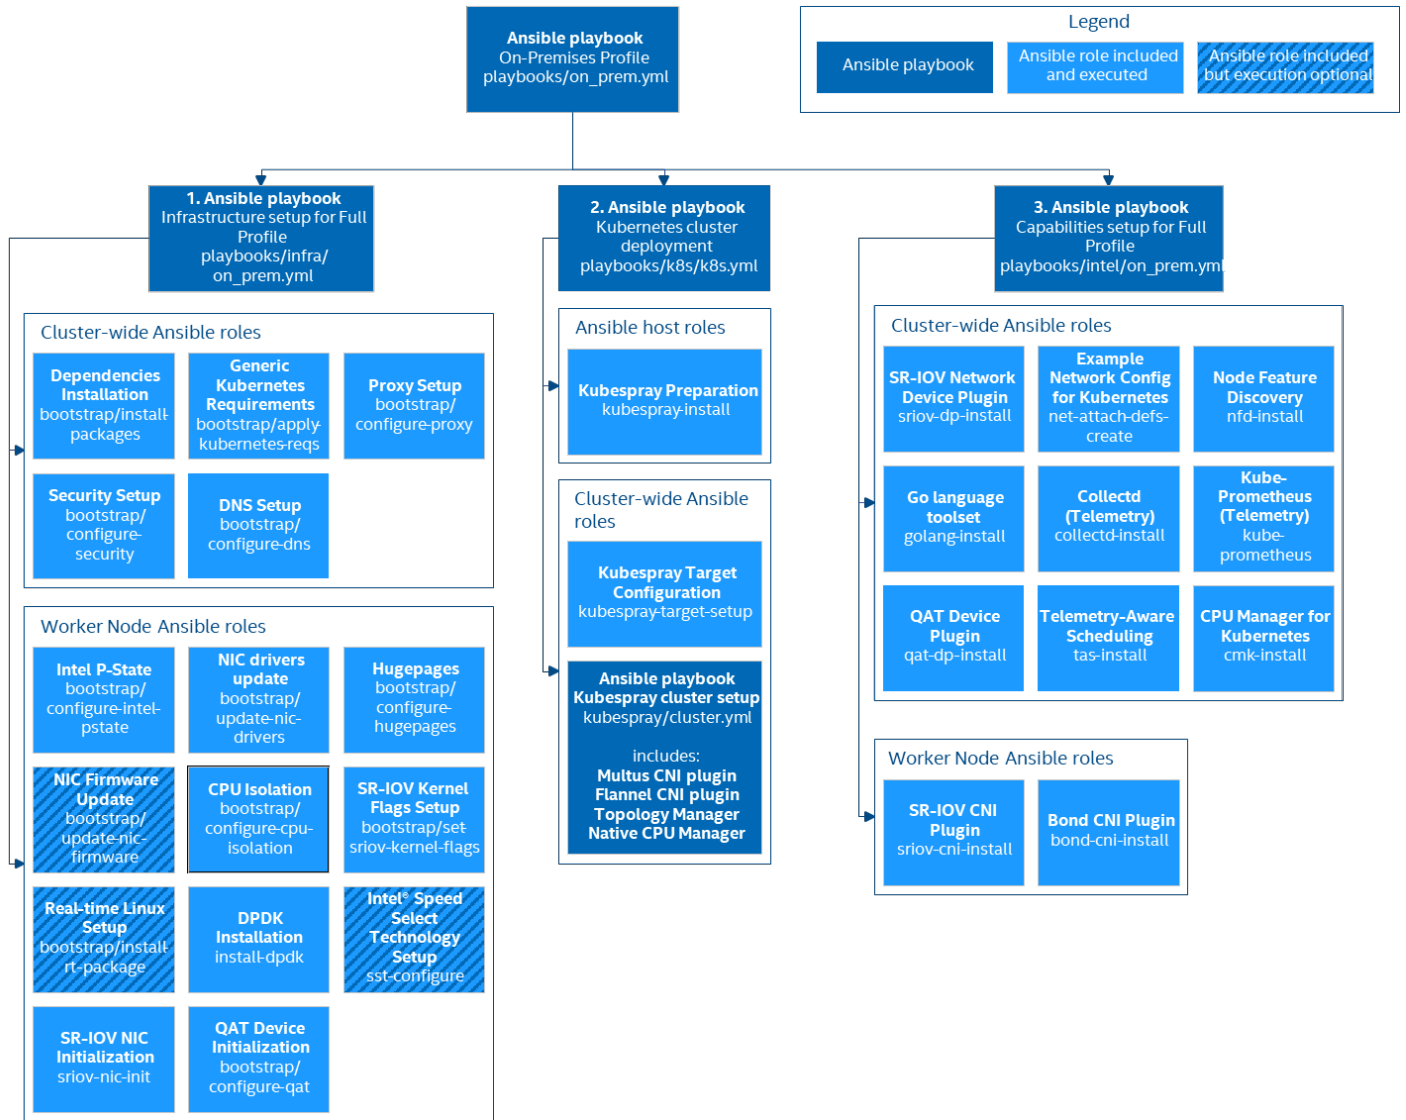 Ansible playbook
On-Premises Profile
playbooks/on_prem.yml
Legend
Ansible playbook
Ansible role included
and executed
Ansible role included
but execution optional
1. Ansible playbook
Infrastructure setup for Full
Profile
playbooks/infra/
on_prem.yml
2. Ansible playbook
Kubernetes cluster
deployment
playbooks/k8s/k8s.yml
3. Ansible playbook
Capabilities setup for Full
Profile
playbooks/intel/on_prem.yml
Cluster-wide Ansible roles
Dependencies
Installation
bootstrap/install-
packages
Generic
Kubernetes
Requirements
bootstrap/apply-
kubernetes-reqs
Proxy Setup
bootstrap/
configure-proxy
Security Setup
bootstrap/
configure-
security
DNS Setup
bootstrap/
configure-dns
Worker Node Ansible roles
Intel P-State
bootstrap/
configure-intel-
pstate
NIC drivers
update
bootstrap/
update-nic-
drivers
Hugepages
bootstrap/
configure-
hugepages
NIC Firmware
Update
bootstrap/
update-nic-
firmware
CPU Isolation
bootstrap/
configure-cpu-
isolation
SR-IOV Kernel
Flags Setup
bootstrap/set-
sriov-kernel-flags
Real-time Linux
Setup
bootstrap/install-
rt-package
DPDK
Installation
install-dpdk
Intel® Speed
Select
Technology
Setup
sst-configure
SR-IOV NIC
Initialization
sriov-nic-init
QAT Device
Initialization
bootstrap/
configure-qat
Ansible host roles
Kubespray Preparation
kubespray-install
Cluster-wide Ansible
roles
Kubespray Target
Configuration
kubespray-target-setup
Ansible playbook
Kubespray cluster setup
kubespray/cluster.yml
includes:
Multus CNI plugin
Flannel CNI plugin
Topology Manager
Native CPU Manager
Cluster-wide Ansible roles
SR-IOV Network
Device Plugin
sriov-dp-install
Example
Network Config
for Kubernetes
net-attach-defs-
create
Node Feature
Discovery
nfd-install
Go language
toolset
golang-install
Collectd
(Telemetry)
collectd-install
Kube-
Prometheus
(Telemetry)
kube-
prometheus
QAT Device
Plugin
qat-dp-install
Telemetry-Aware
Scheduling
tas-install
CPU Manager for
Kubernetes
cmk-install
Worker Node Ansible roles
SR-IOV CNI
Plugin
sriov-cni-install
Bond CNI Plugin
bond-cni-install